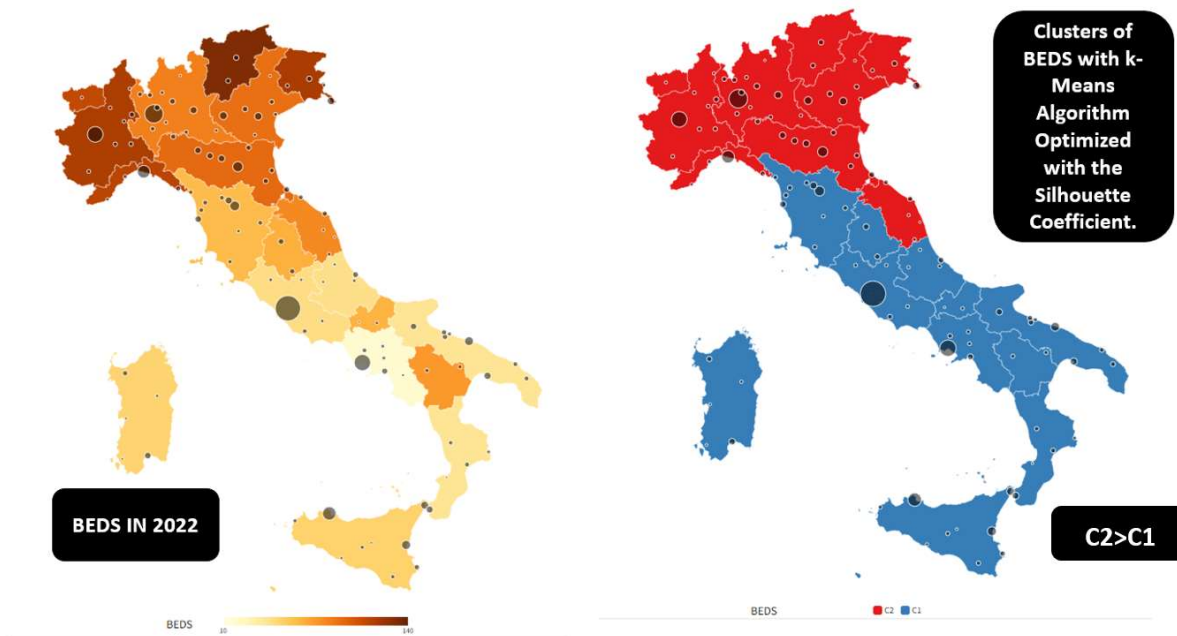 Clusters of
BEDS with k-
Means
Algorithm
Optimized
with the
Silhouette
Coefficient.
BEDS IN 2022
C2>C1
BEDS
10 140
BEDS C2 C1